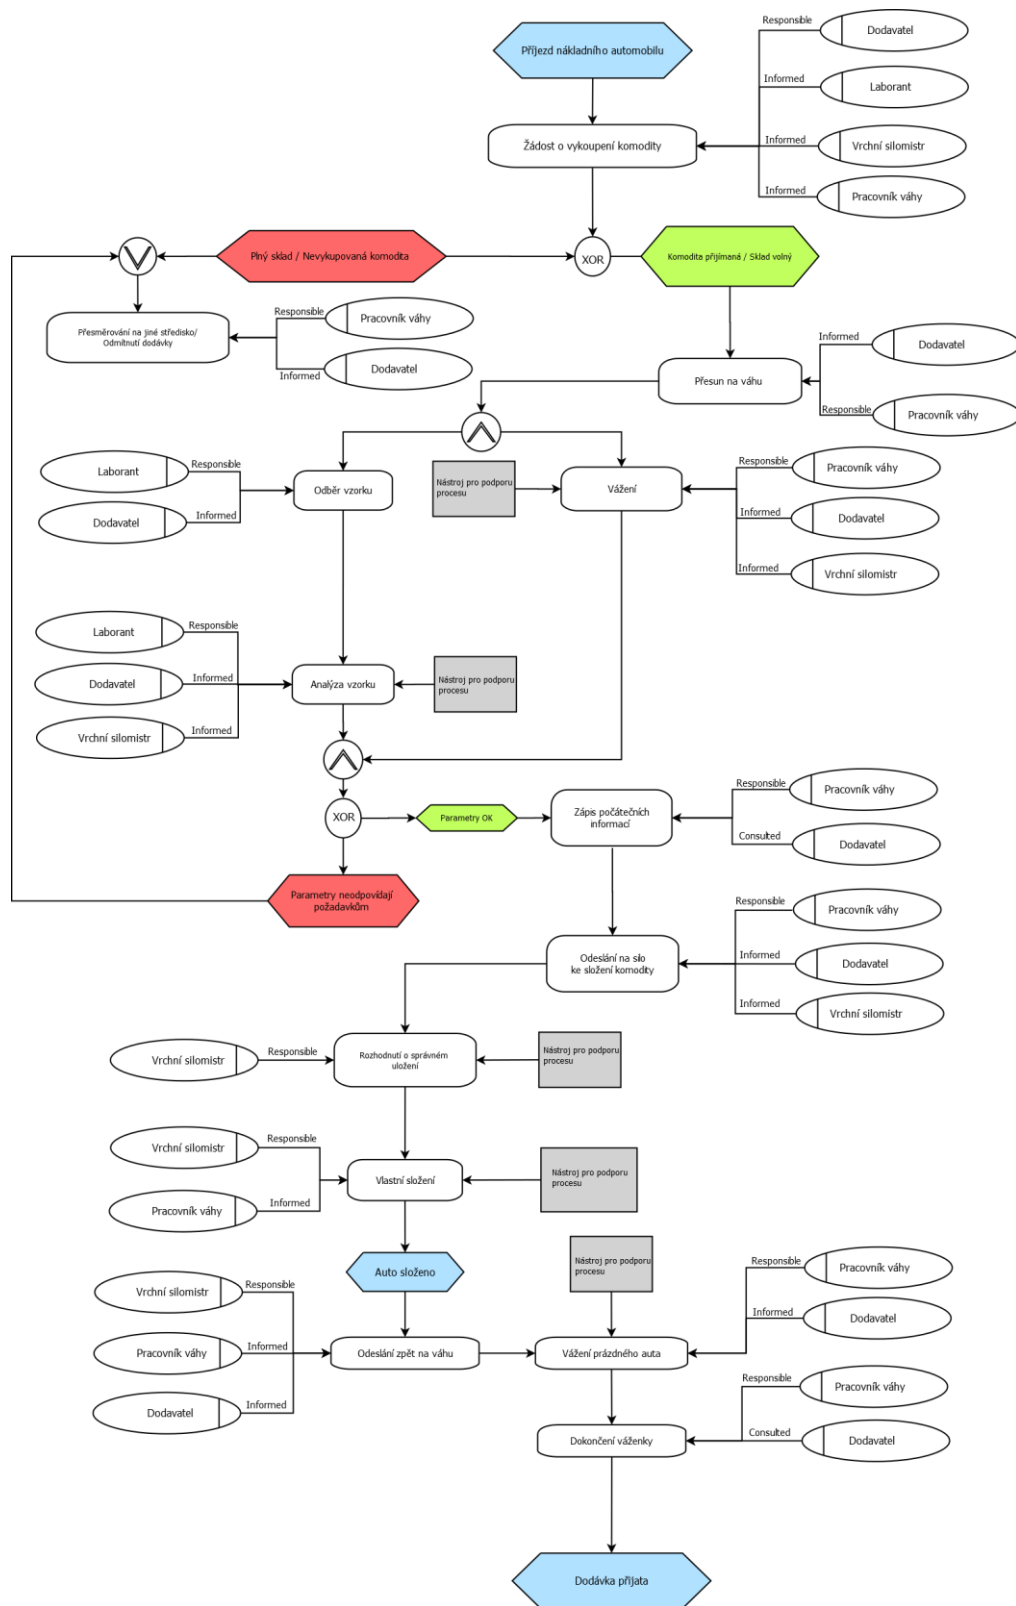 Responsible
Dodavatel
Příjezd nákladního automobilu
Informed
Laborant
Žádost o vykoupení komodity
Informed
Vrchní silomistr
Informed
Pracovník váhy
Plný sklad / Nevykupovaná komodita
XOR
Komodita přijímaná / Sklad volný
Přesměrování na jiné středisko/
Odmítnutí dodávky
Responsible
Pracovník váhy
Informed
Dodavatel
Přesun na váhu
Informed
Dodavatel
Responsible
Pracovník váhy
Laborant
Responsible
Dodavatel
Informed
Odběr vzorku
Nástroj pro podporu
procesu
Vážení
Responsible
Pracovník váhy
Informed
Dodavatel
Informed
Vrchní silomistr
Laborant
Responsible
Dodavatel
Informed
Vrchní silomistr
Informed
Analýza vzorku
Nástroj pro podporu
procesu
XOR
Parametry OK
Zápis počátečních
informací
Responsible
Pracovník váhy
Consulted
Dodavatel
Parametry neodpovídají
požadavkům
Odeslání na silo
ke složení komodity
Responsible
Pracovník váhy
Informed
Dodavatel
Informed
Vrchní silomistr
Vrchní silomistr
Responsible
Rozhodnutí o správném
uložení
Nástroj pro podporu
procesu
Vrchní silomistr
Responsible
Pracovník váhy
Informed
Vlastní složení
Nástroj pro podporu
procesu
Auto složeno
Nástroj pro podporu
procesu
Vrchní silomistr
Responsible
Pracovník váhy
Informed
Dodavatel
Informed
Odeslání zpět na váhu
Vážení prázdného auta
Responsible
Pracovník váhy
Informed
Dodavatel
Dokončení váženky
Responsible
Pracovník váhy
Consulted
Dodavatel
Dodávka přijata